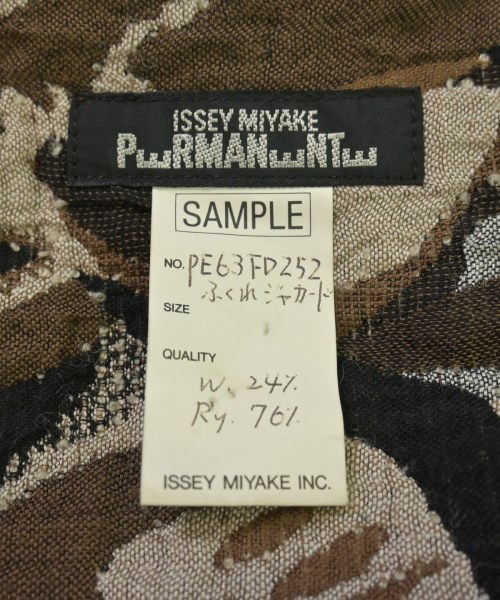 ISSEY MIYAKE
PERMANENTE
SAMPLE
NO. PE63FD252
ふくれジャカード
SIZE
QUALITY
W. 24%
Ry. 76%
ISSEY MIYAKE INC.